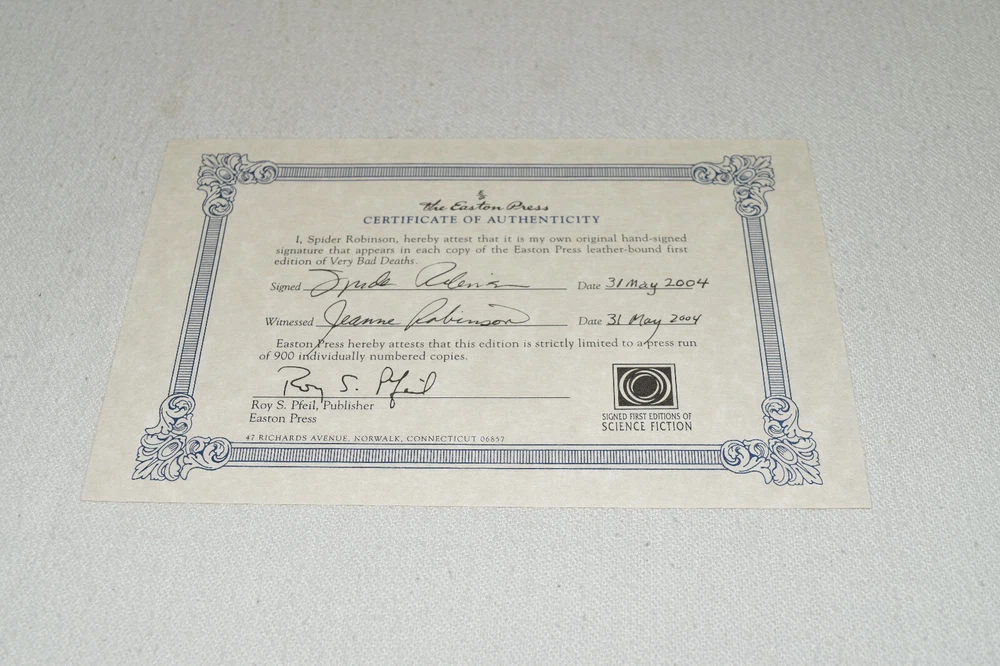 The Easton Press
CERTIFICATE OF AUTHENTICITY
I, Spider Robinson, hereby attest that it is my own original hand-signed
signature that appears in each copy of the Easton Press leather-bound first
edition of Very Bad Deaths.
Signed Spider Robinson Date 31 May 2004
Witnessed Jeanne Robinson Date 31 May 2004
Easton Press hereby attests that this edition is strictly limited to a press run
of 900 individually numbered copies.
Roy S. Pfeil
Roy S. Pfeil, Publisher
Easton Press
47 RICHARDS AVENUE, NORWALK, CONNECTICUT 06857
SIGNED FIRST EDITIONS OF
SCIENCE FICTION